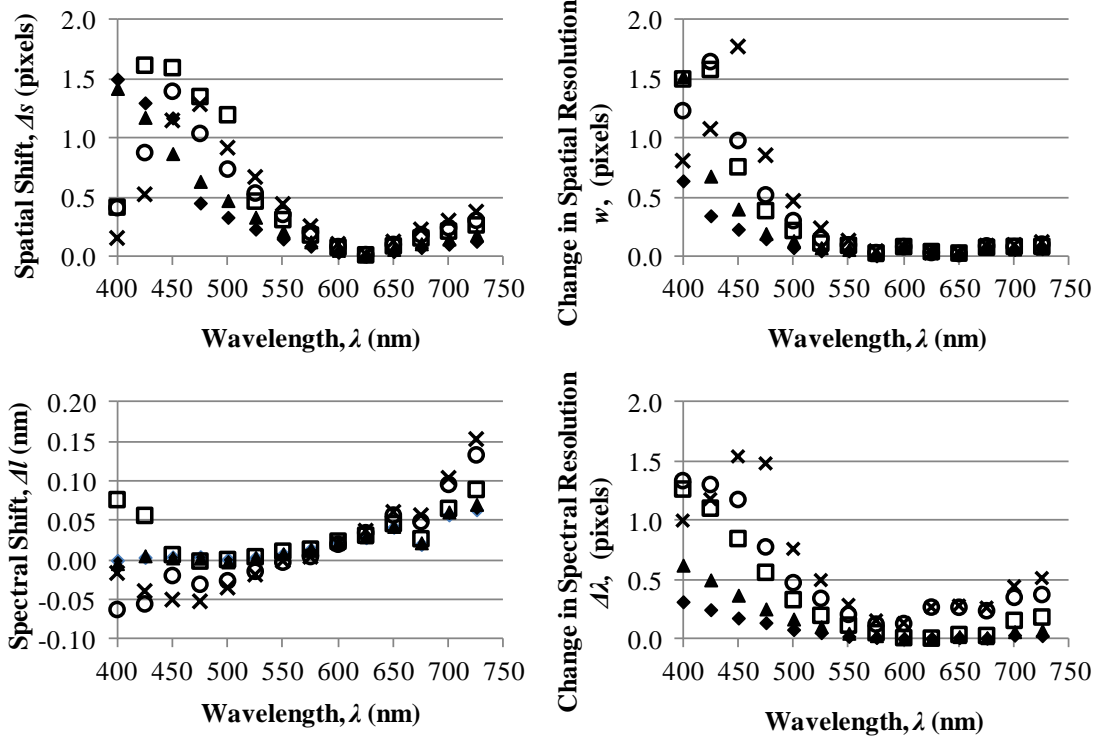 Spatial Shift, Δs (pixels)
2.0
1.5
1.0
0.5
0.0
400 450 500 550 600 650 700 750
Wavelength, λ (nm)
Change in Spatial Resolution
w, (pixels)
2.0
1.5
1.0
0.5
0.0
400 450 500 550 600 650 700 750
Wavelength, λ (nm)
Spectral Shift, Δl (nm)
0.20
0.15
0.10
0.05
0.00
-0.05
-0.10
400 450 500 550 600 650 700 750
Wavelength, λ (nm)
Change in Spectral Resolution
Δλ, (pixels)
2.0
1.5
1.0
0.5
0.0
400 450 500 550 600 650 700 750
Wavelength, λ (nm)